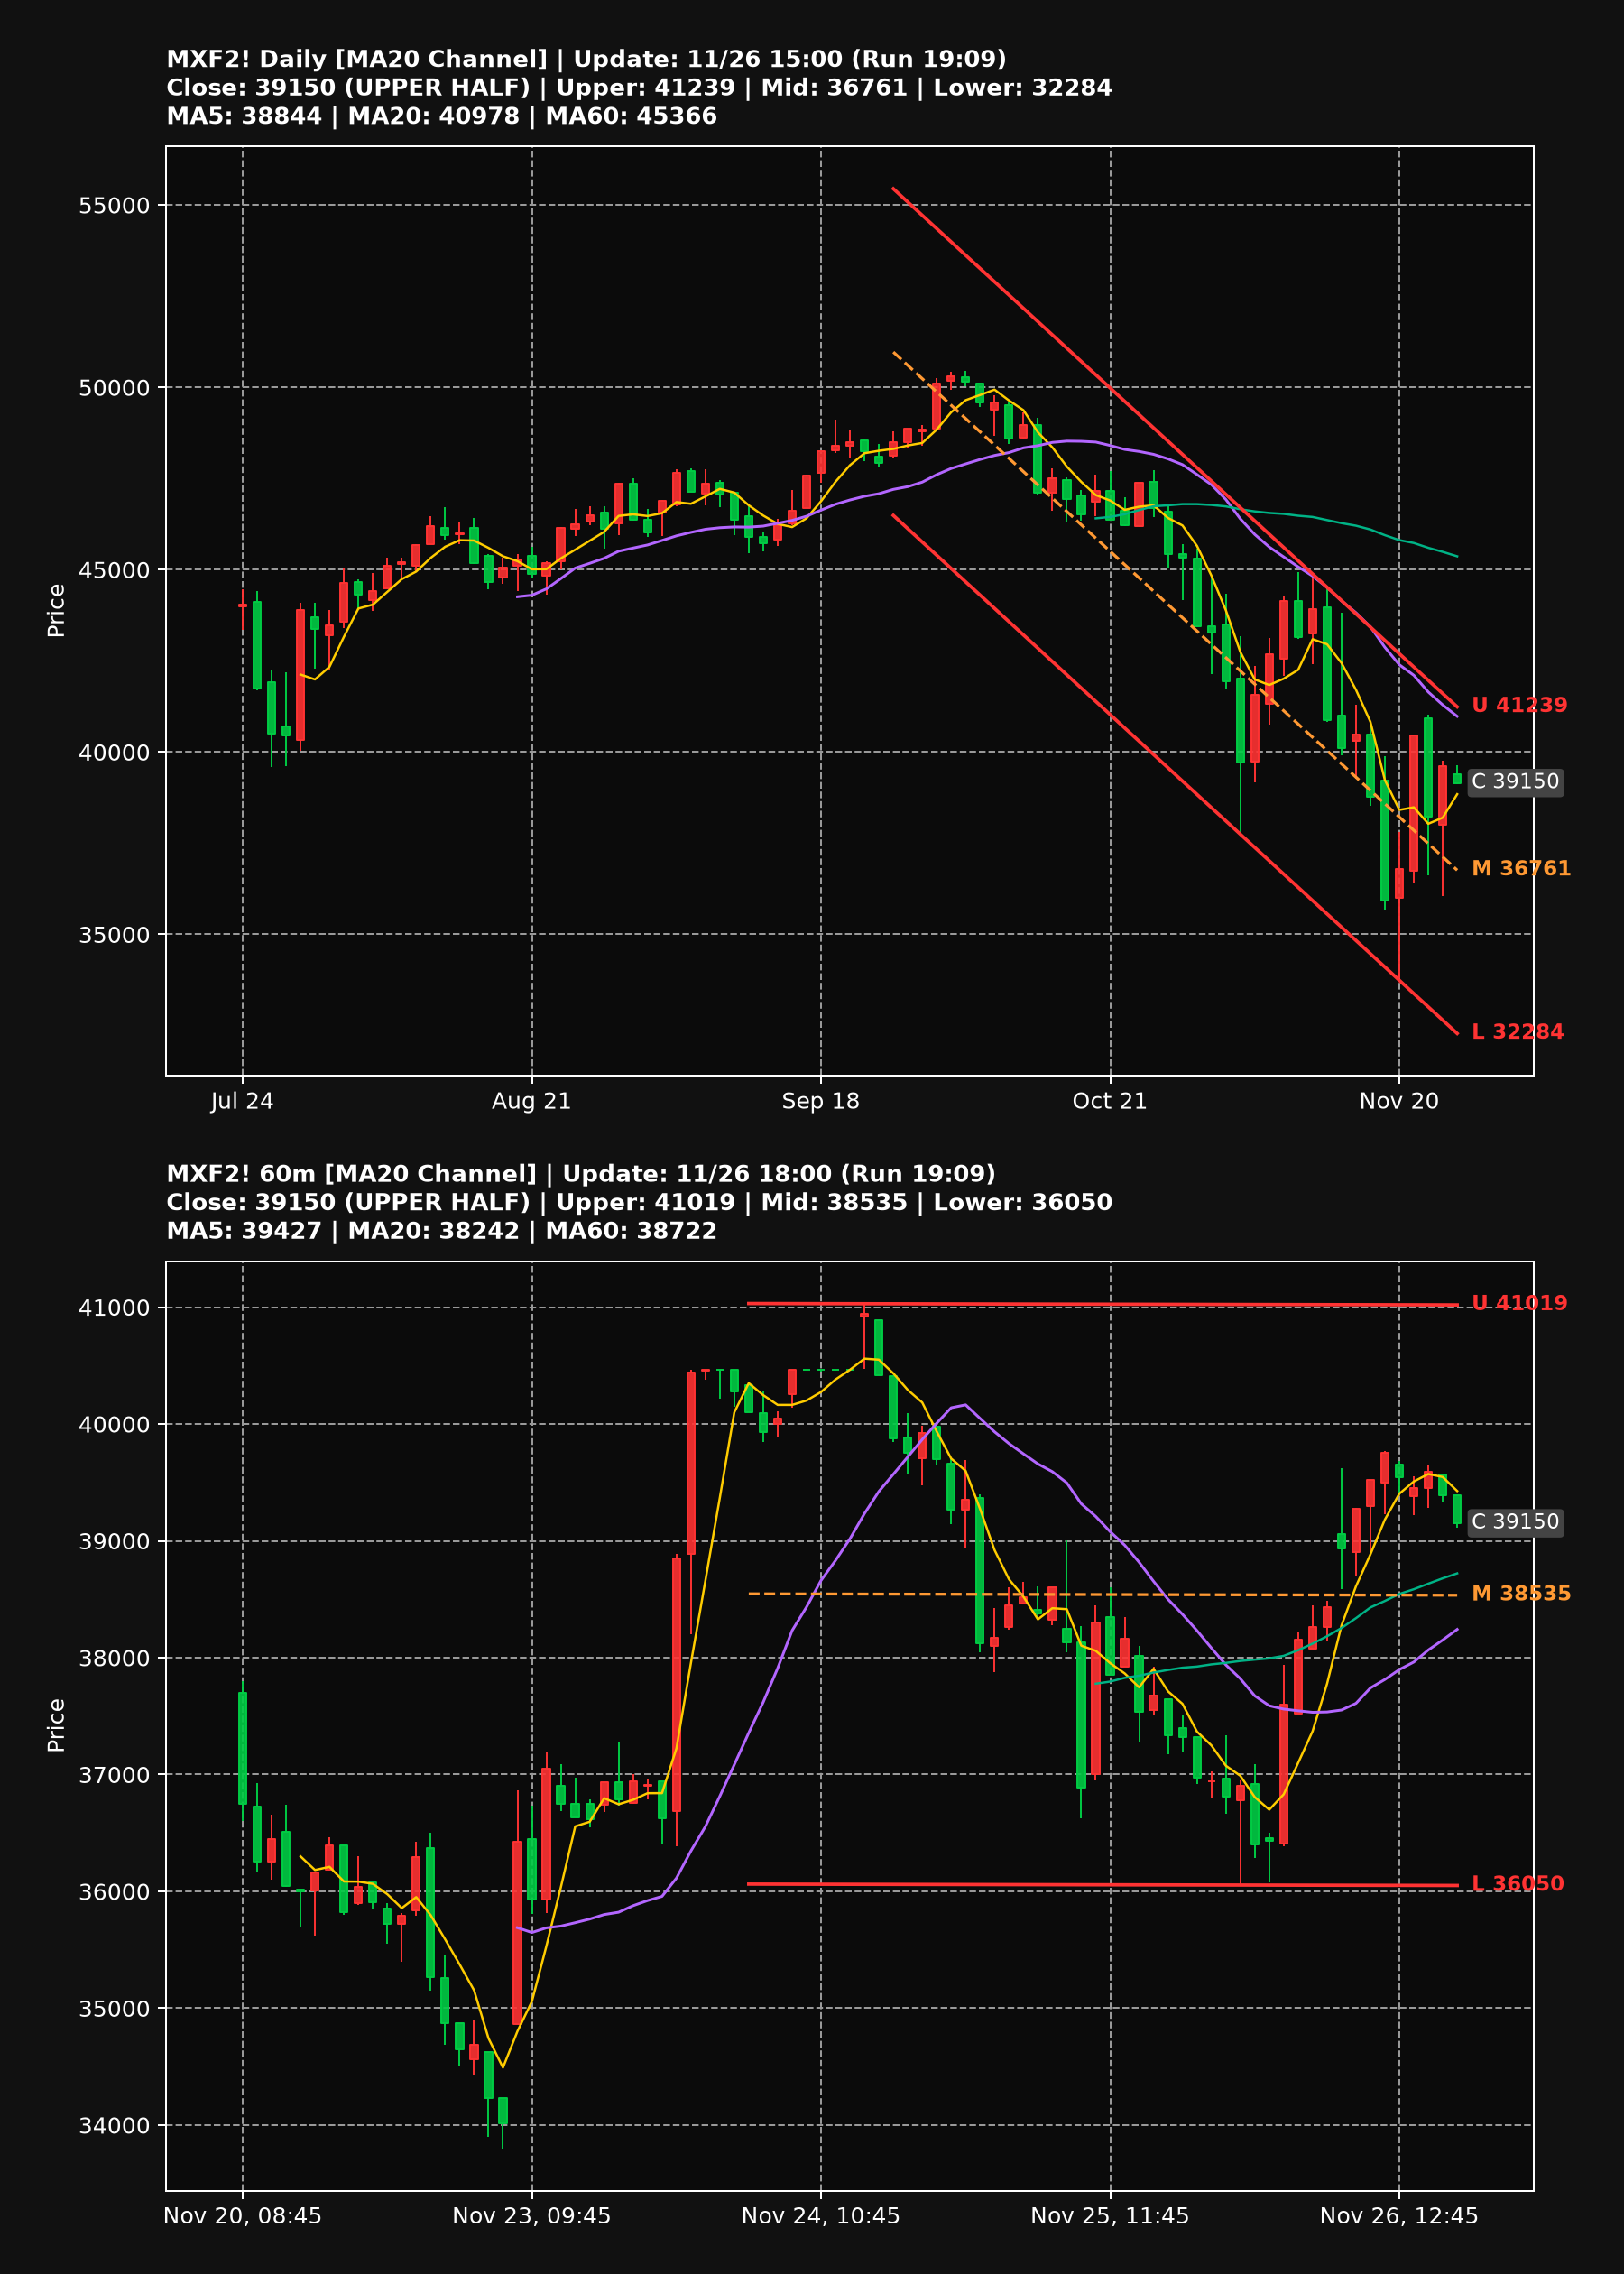 MXF2! Daily [MA20 Channel] | Update: 11/26 15:00 (Run 19:09)
Close: 39150 (UPPER HALF) | Upper: 41239 | Mid: 36761 | Lower: 32284
MA5: 38844 | MA20: 40978 | MA60: 45366
55000
50000
45000
Price
U 41239
40000
C 39150
M 36761
35000
L 32284
Jul 24
Aug 21
Sep 18
Oct 21
Nov 20
MXF2! 60m [MA20 Channel] | Update: 11/26 18:00 (Run 19:09)
Close: 39150 (UPPER HALF) | Upper: 41019 | Mid: 38535 | Lower: 36050
MA5: 39427 | MA20: 38242 | MA60: 38722
41000
U 41019
40000
39000
C 39150
M 38535
38000
Price
37000
36000
L 36050
35000
34000
Nov 20, 08:45
Nov 23, 09:45
Nov 24, 10:45
Nov 25, 11:45
Nov 26, 12:45